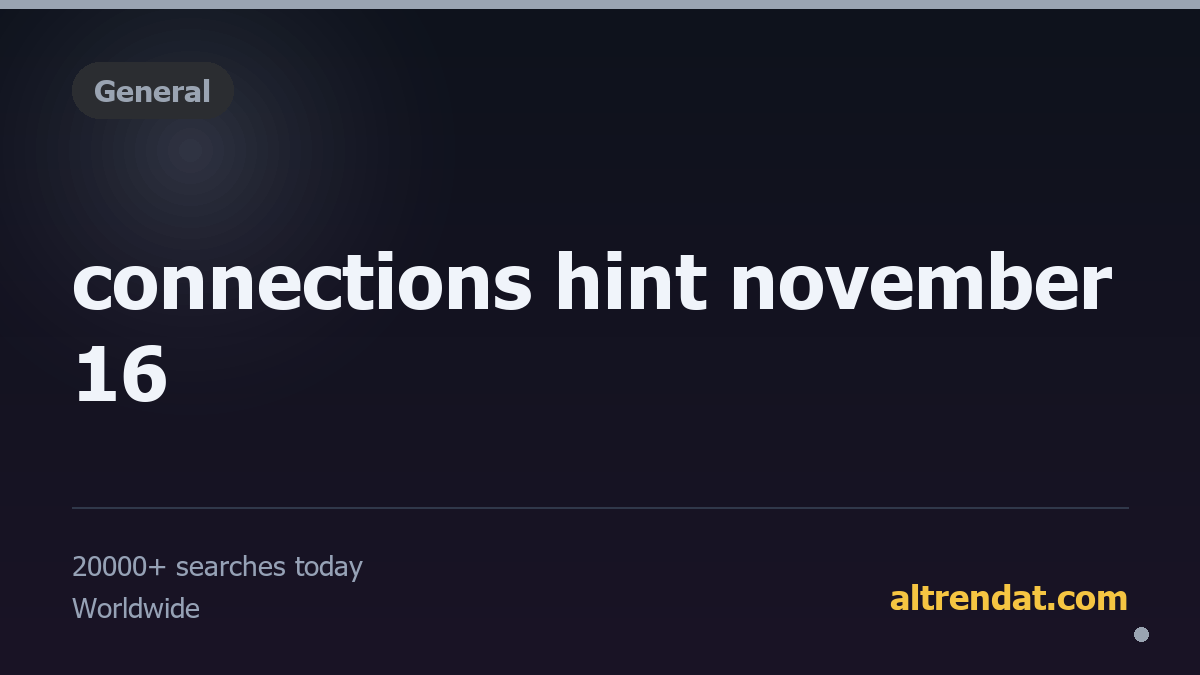 General
connections hint november
16
20000+ searches today
Worldwide
altrendat.com